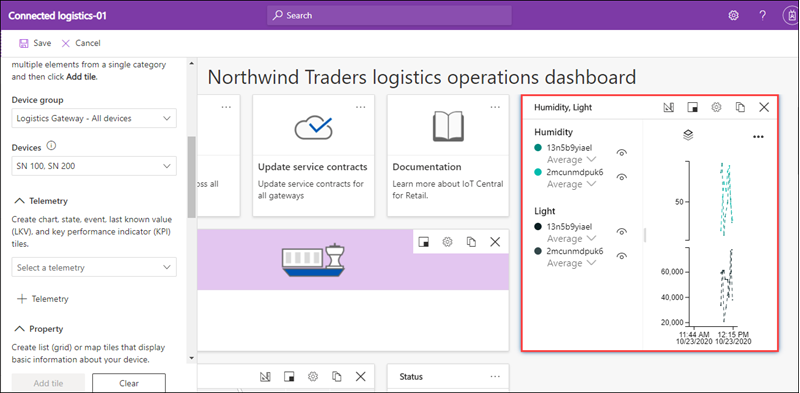 Connected logistics-01
Search
Save
Cancel
multiple elements from a single category
and then click Add tile.
Device group
Logistics Gateway - All devices
Devices
SN 100, SN 200
Telemetry
Create chart, state, event, last known value
(LKV), and key performance indicator (KPI)
tiles.
Select a telemetry
Telemetry
Property
Create list (grid) or map tiles that display
basic information about your device.
Add tile
Clear
Northwind Traders logistics operations dashboard
oss all
Update service contracts
Update service contracts for
all gateways
Documentation
Learn more about IoT Central
for Retail.
Status
Humidity, Light
Humidity
13n5b9yiael
Average
2mcunmdpuk6
Average
Light
13n5b9yiael
Average
2mcunmdpuk6
Average
50
60,000
40,000
20,000
11:44 AM
10/23/2020
12:15 PM
10/23/2020